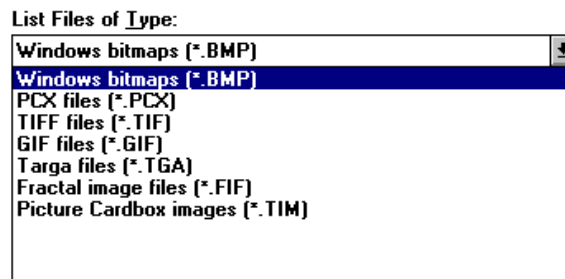 List Files of Type:
Windows bitmaps (*.BMP)
Windows bitmaps (*.BMP)
PCX files (*.PCX)
TIFF files (*.TIF)
GIF files (*.GIF)
Targa files (*.TGA)
Fractal image files (*.FIF)
Picture Cardbox images (*.TIM)